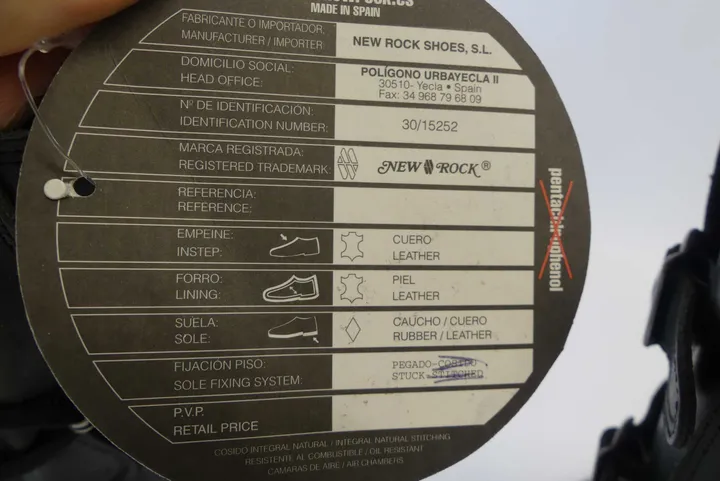 MADE IN SPAIN
FABRICANTE O IMPORTADOR,
MANUFACTURER / IMPORTER:
NEW ROCK SHOES, S.L.
DOMICILIO SOCIAL:
HEAD OFFICE:
POLÍGONO URBAYECLA II
30510- Yecla • Spain
Fax: 34 968 79 68 09
Nº DE IDENTIFICACIÓN:
IDENTIFICATION NUMBER:
30/15252
MARCA REGISTRADA:
REGISTERED TRADEMARK:
NEW ROCK®
REFERENCIA:
REFERENCE:
EMPEINE:
INSTEP:
CUERO
LEATHER
FORRO:
LINING:
PIEL
LEATHER
SUELA:
SOLE:
CAUCHO / CUERO
RUBBER / LEATHER
FIJACIÓN PISO:
SOLE FIXING SYSTEM:
PEGADO-COSIDO
STUCK-STITCHED
P.V.P.
RETAIL PRICE
COSIDO INTEGRAL NATURAL / INTEGRAL NATURAL STITCHING
RESISTENTE AL COMBUSTIBLE / OIL RESISTANT
CAMARAS DE AIRE / AIR CHAMBERS